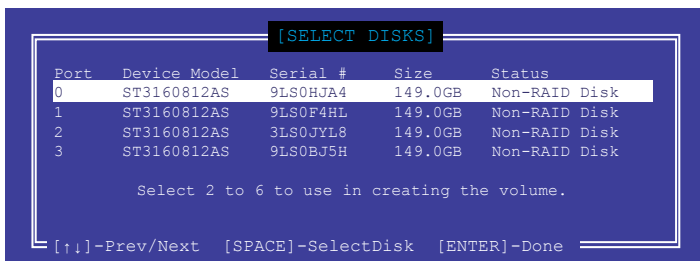 [SELECT DISKS]
Port Device Model Serial # Size Status
0 ST3160812AS 9LS0HJA4 149.0GB Non-RAID Disk
1 ST3160812AS 9LS0F4HL 149.0GB Non-RAID Disk
2 ST3160812AS 3LS0JYL8 149.0GB Non-RAID Disk
3 ST3160812AS 9LS0BJ5H 149.0GB Non-RAID Disk
Select 2 to 6 to use in creating the volume.
[↑↓]-Prev/Next [SPACE]-SelectDisk [ENTER]-Done